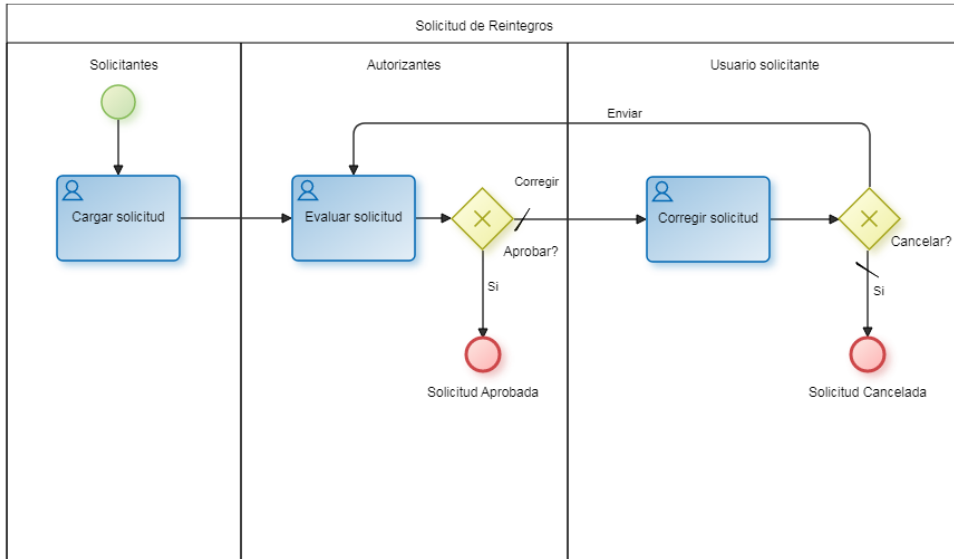 Solicitud de Reintegros
Solicitantes
Autorizantes
Usuario solicitante
Enviar
Cargar solicitud
Evaluar solicitud
Corregir
Aprobar?
Corregir solicitud
Cancelar?
Si
Si
Solicitud Aprobada
Solicitud Cancelada